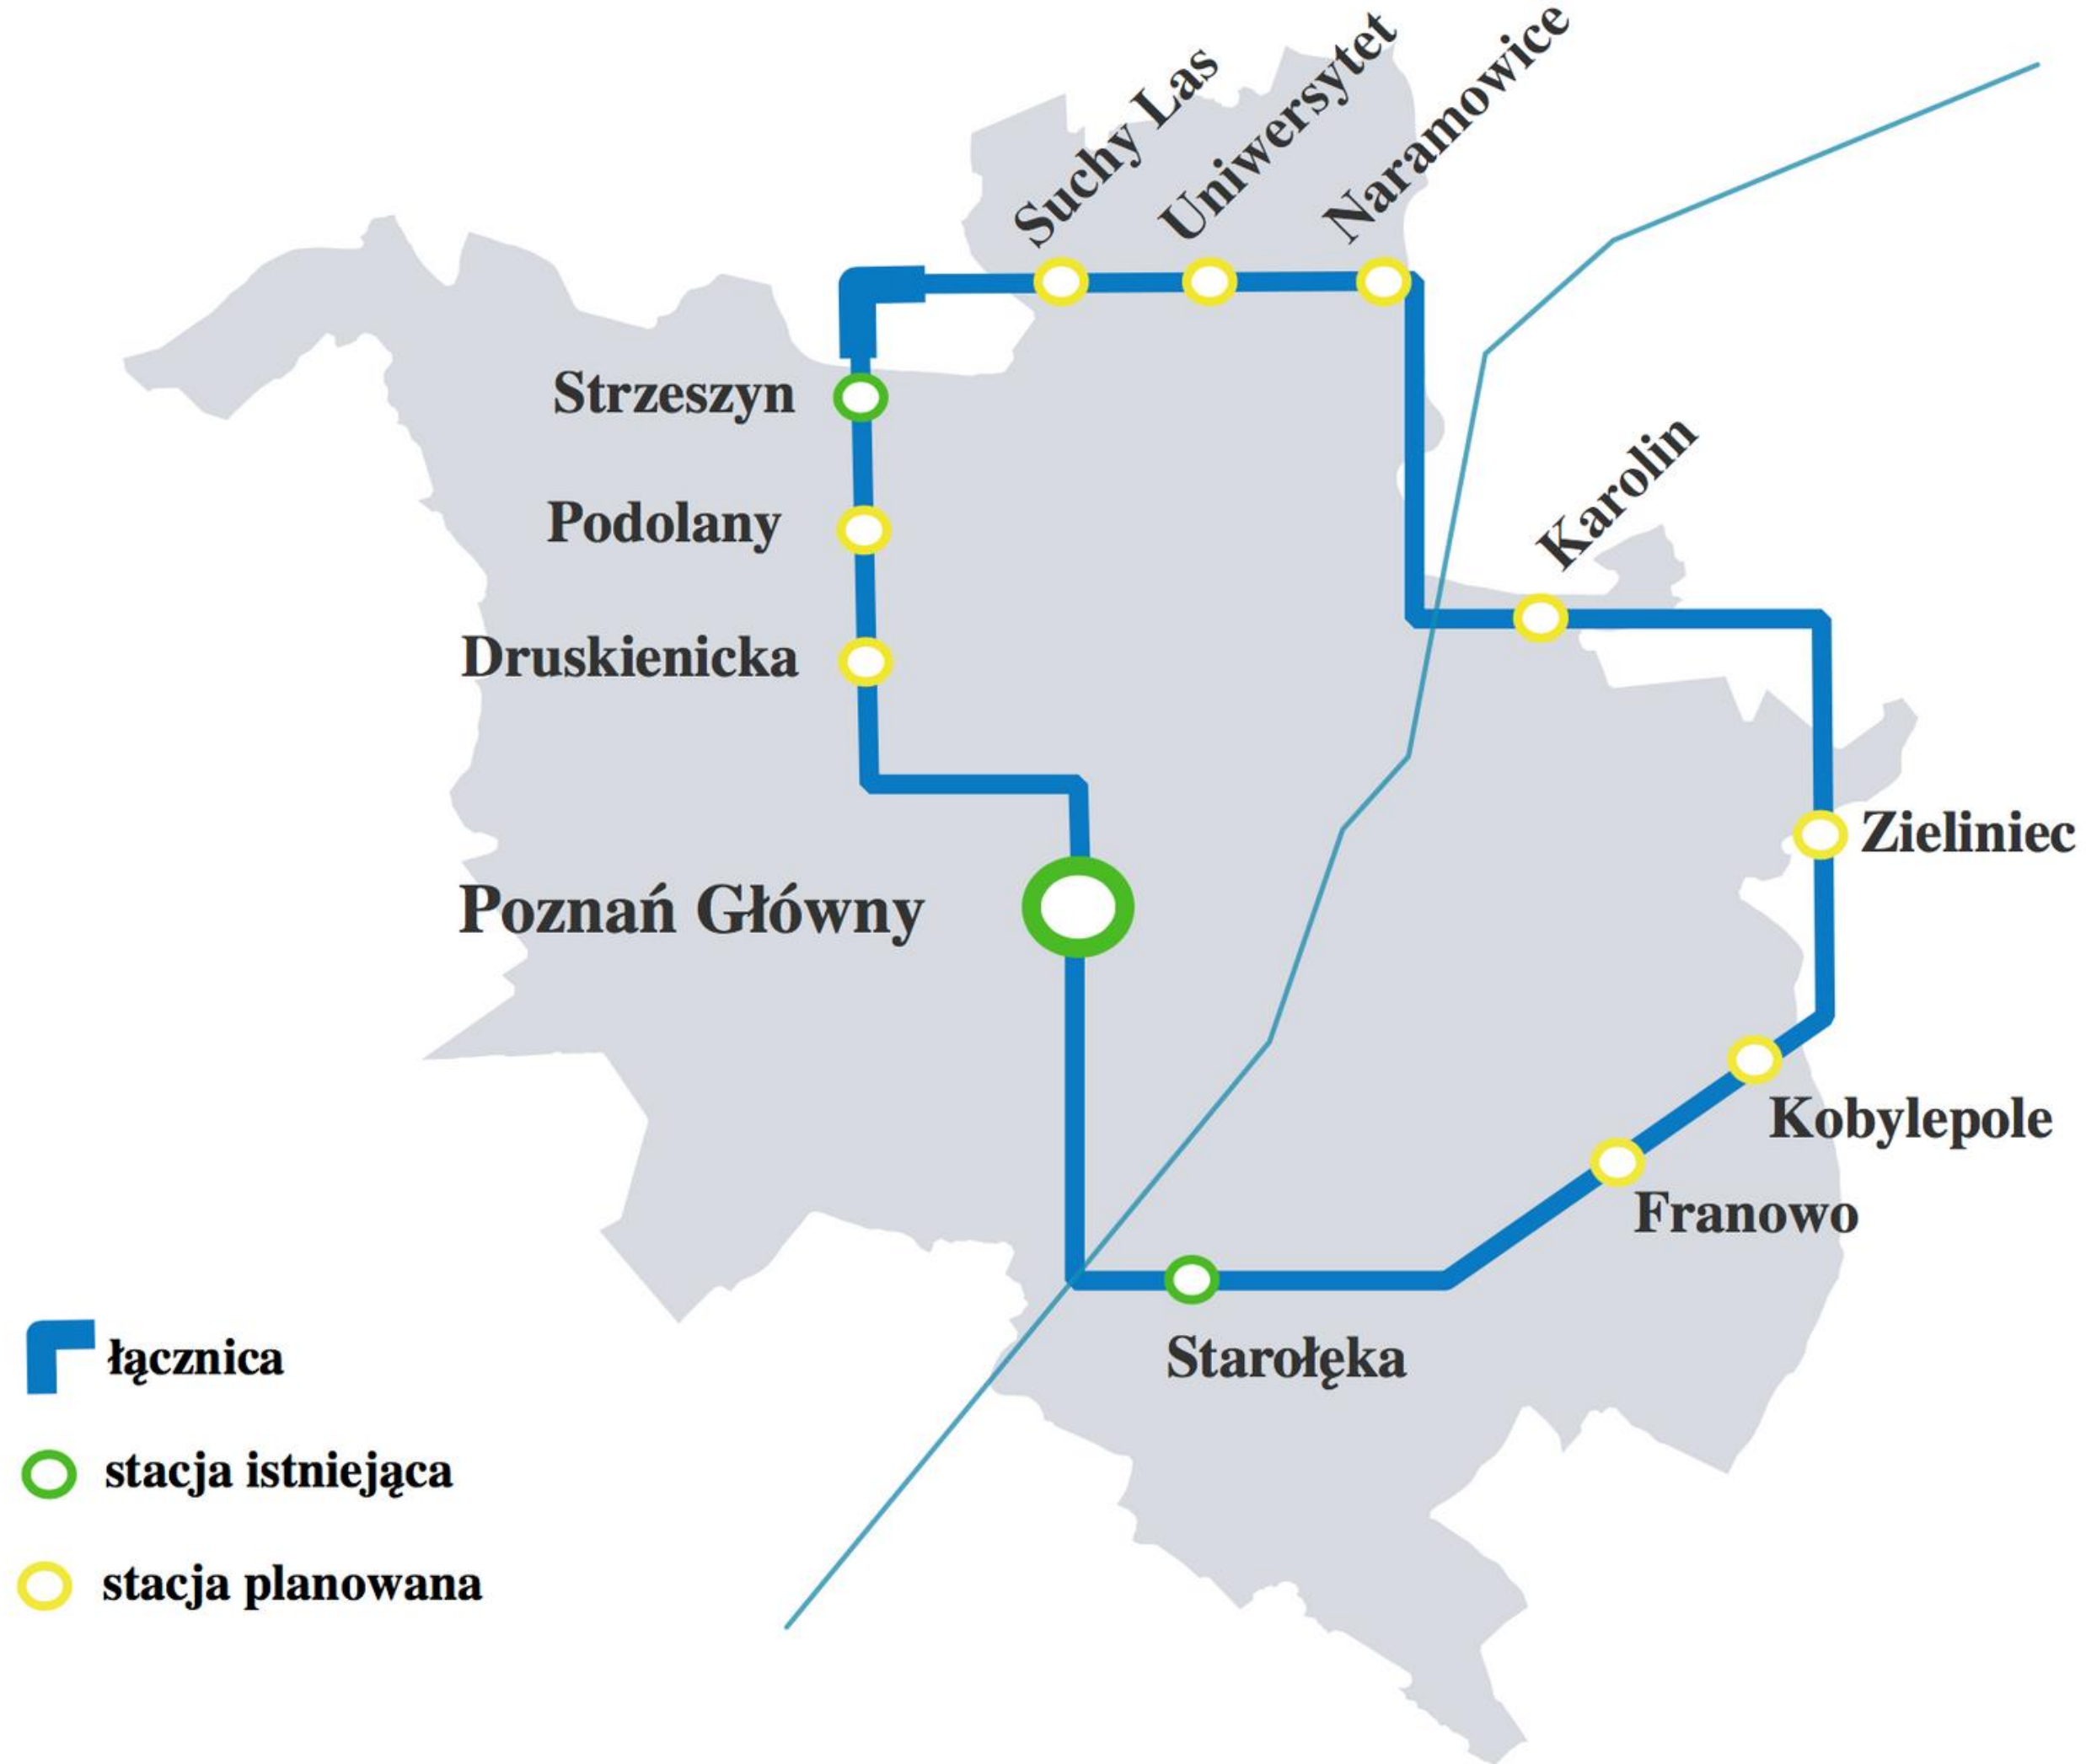 Suchy Las
Uniwersytet
Naramowice
Strzeszyn
Karolin
Podolany
Druskienicka
Zieliniec
Poznań Główny
Kobylepole
Franowo
Starołęka
łącznica
stacja istniejąca
stacja planowana